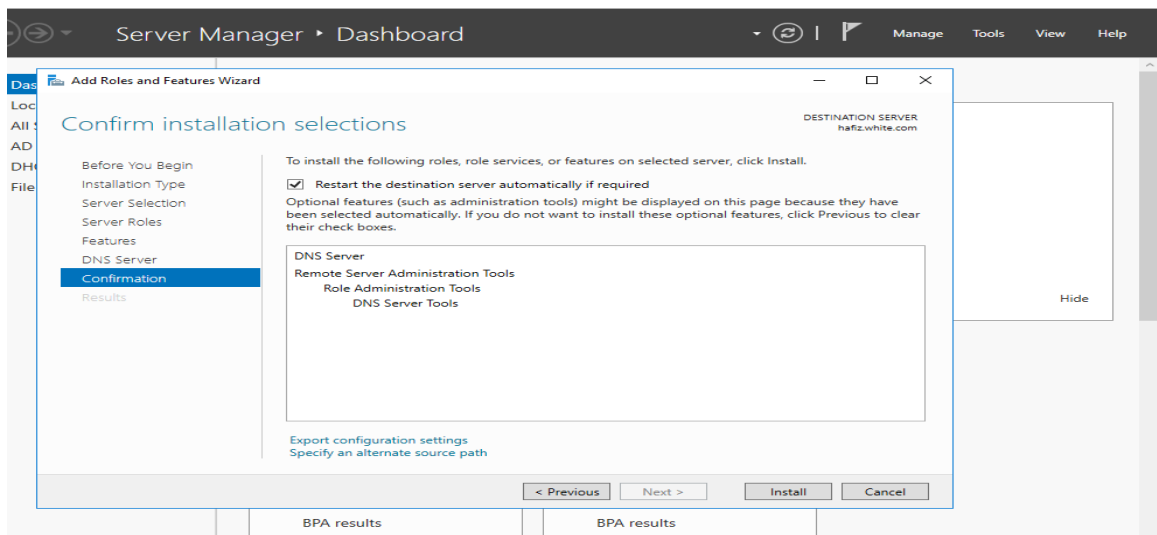 Server Manager ‣ Dashboard
Manage Tools View Help
Add Roles and Features Wizard
Das
Loc
All S
AD
DH
File
Confirm installation selections
DESTINATION SERVER
hafiz.white.com
Before You Begin
Installation Type
Server Selection
Server Roles
Features
DNS Server
Confirmation
Results
To install the following roles, role services, or features on selected server, click Install.
Restart the destination server automatically if required
Optional features (such as administration tools) might be displayed on this page because they have
been selected automatically. If you do not want to install these optional features, click Previous to clear
their check boxes.
DNS Server
Remote Server Administration Tools
Role Administration Tools
DNS Server Tools
Export configuration settings
Specify an alternate source path
< Previous Next > Install Cancel
Hide
BPA results BPA results